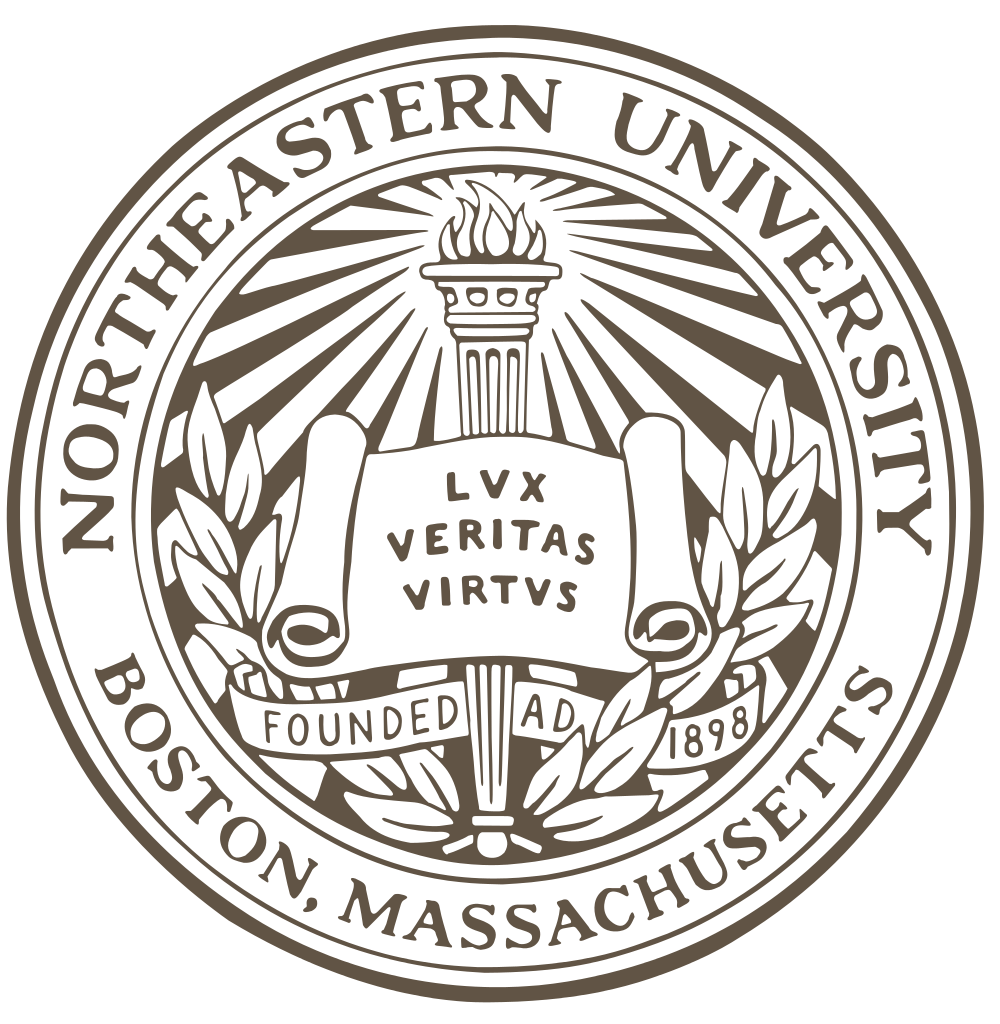 NORTHEASTERN UNIVERSITY
LVX
VERITAS
VIRTVS
FOUNDED AD 1898
BOSTON, MASSACHUSETTS